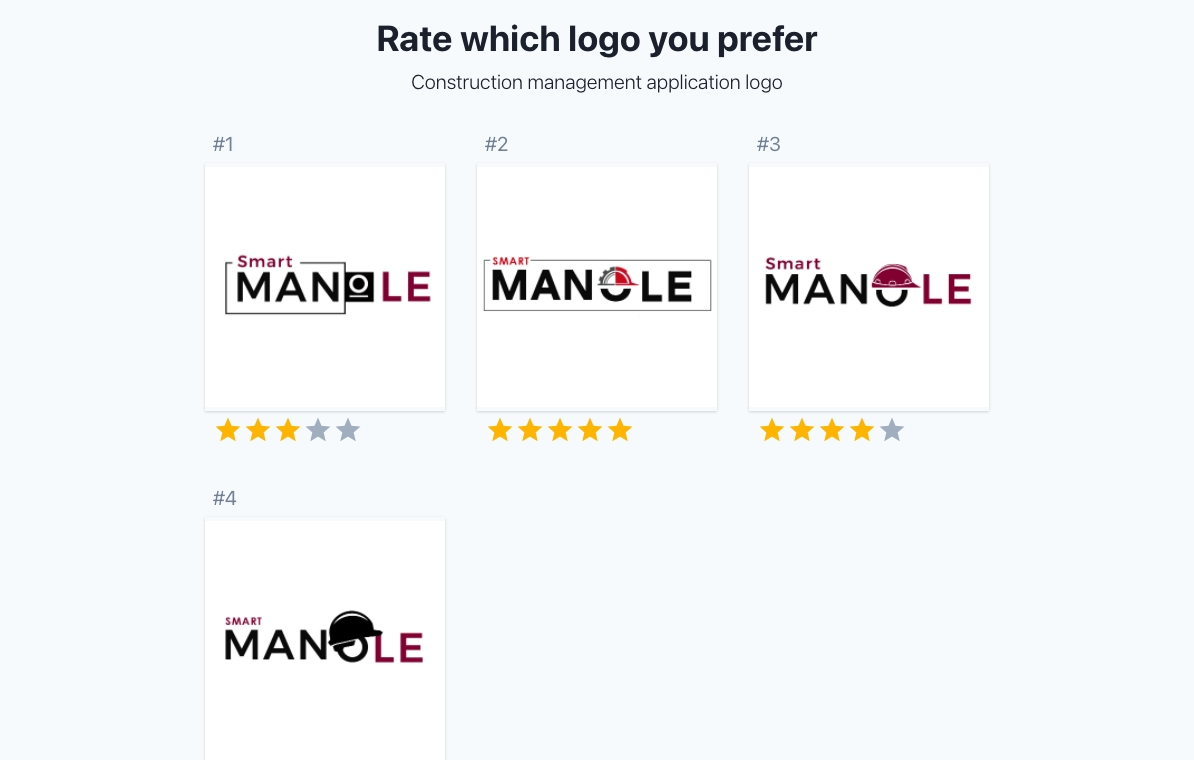 Rate which logo you prefer
Construction management application logo
#1
#2
#3
Smart
MANOLE
SMART
MANOLE
Smart
MANOLE
#4
SMART
MANOLE